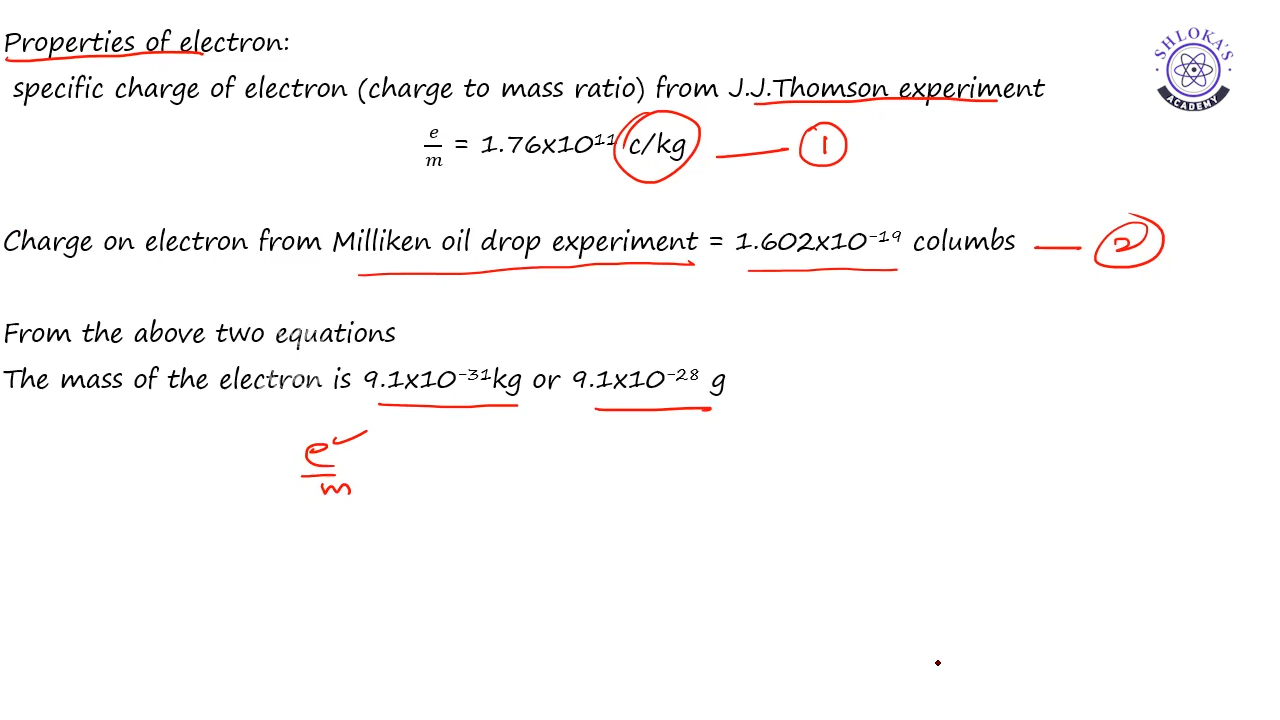 Properties of electron:
specific charge of electron (charge to mass ratio) from J.J.Thomson experiment
e/m = 1.76x10¹¹ c/kg
1
Charge on electron from Milliken oil drop experiment = 1.602x10⁻¹⁹ columbs
2
From the above two equations
The mass of the electron is 9.1x10⁻³¹kg or 9.1x10⁻²⁸ g
e
m
SHLOKA'S
ACADEMY